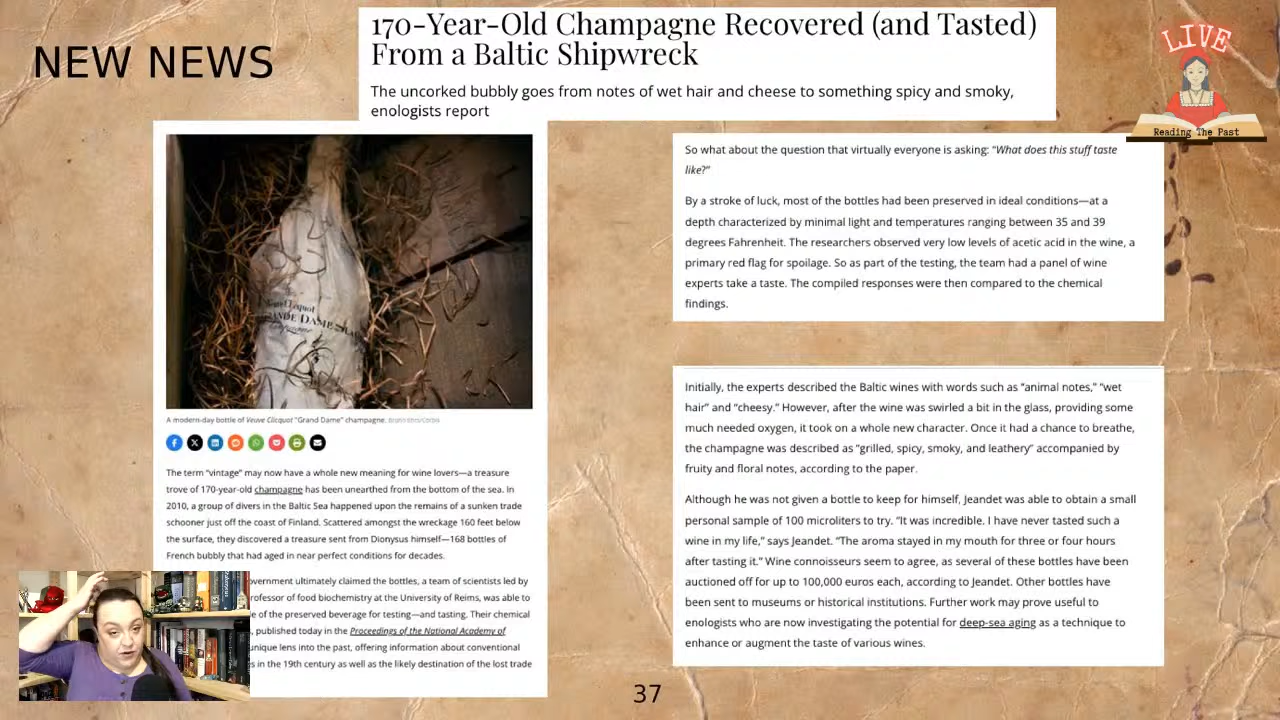 NEW NEWS
170-Year-Old Champagne Recovered (and Tasted)
From a Baltic Shipwreck
The uncorked bubbly goes from notes of wet hair and cheese to something spicy and smoky,
enologists report
LIVE
Reading The Past
A modern-day bottle of Veuve Clicquot "Grand Dame" champagne.
The term "vintage" may now have a whole new meaning for wine lovers—a treasure
trove of 170-year-old champagne has been unearthed from the bottom of the sea. In
2010, a group of divers in the Baltic Sea happened upon the remains of a sunken trade
schooner just off the coast of Finland. Scattered amongst the wreckage 160 feet below
the surface, they discovered a treasure sent from Dionysus himself—168 bottles of
French bubbly that had aged in near perfect conditions for decades.
overnment ultimately claimed the bottles, a team of scientists led by
rofessor of food biochemistry at the University of Reims, was able to
e of the preserved beverage for testing—and tasting. Their chemical
, published today in the Proceedings of the National Academy of
unique lens into the past, offering information about conventional
s in the 19th century as well as the likely destination of the lost trade
So what about the question that virtually everyone is asking: "What does this stuff taste
like?"
By a stroke of luck, most of the bottles had been preserved in ideal conditions—at a
depth characterized by minimal light and temperatures ranging between 35 and 39
degrees Fahrenheit. The researchers observed very low levels of acetic acid in the wine, a
primary red flag for spoilage. So as part of the testing, the team had a panel of wine
experts take a taste. The compiled responses were then compared to the chemical
findings.
Initially, the experts described the Baltic wines with words such as "animal notes," "wet
hair" and "cheesy." However, after the wine was swirled a bit in the glass, providing some
much needed oxygen, it took on a whole new character. Once it had a chance to breathe,
the champagne was described as "grilled, spicy, smoky, and leathery" accompanied by
fruity and floral notes, according to the paper.
Although he was not given a bottle to keep for himself, Jeandet was able to obtain a small
personal sample of 100 microliters to try. "It was incredible. I have never tasted such a
wine in my life," says Jeandet. "The aroma stayed in my mouth for three or four hours
after tasting it." Wine connoisseurs seem to agree, as several of these bottles have been
auctioned off for up to 100,000 euros each, according to Jeandet. Other bottles have
been sent to museums or historical institutions. Further work may prove useful to
enologists who are now investigating the potential for deep-sea aging as a technique to
enhance or augment the taste of various wines.
37